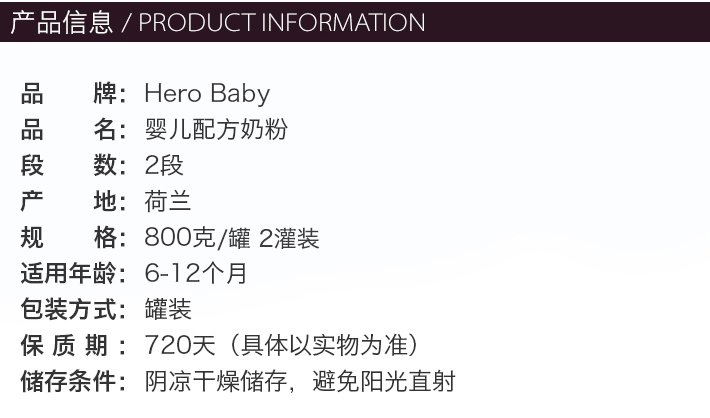 产品信息 / PRODUCT INFORMATION
品 牌：Hero Baby
品 名：婴儿配方奶粉
段 数：2段
产 地：荷兰
规 格：800克/罐 2灌装
适用年龄：6-12个月
包装方式：罐装
保 质 期 ：720天（具体以实物为准）
储存条件：阴凉干燥储存，避免阳光直射